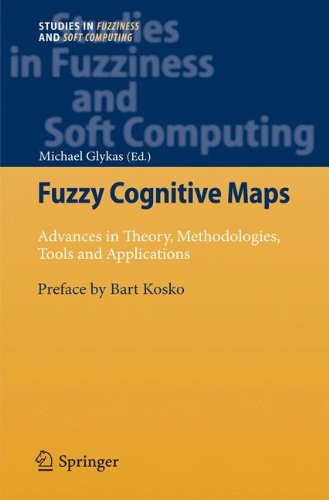 STUDIES IN FUZZINESS
AND SOFT COMPUTING
Studies
in Fuzziness
and
Soft Computing
Michael Glykas (Ed.)
Fuzzy Cognitive Maps
Advances in Theory, Methodologies,
Tools and Applications
Preface by Bart Kosko
Springer